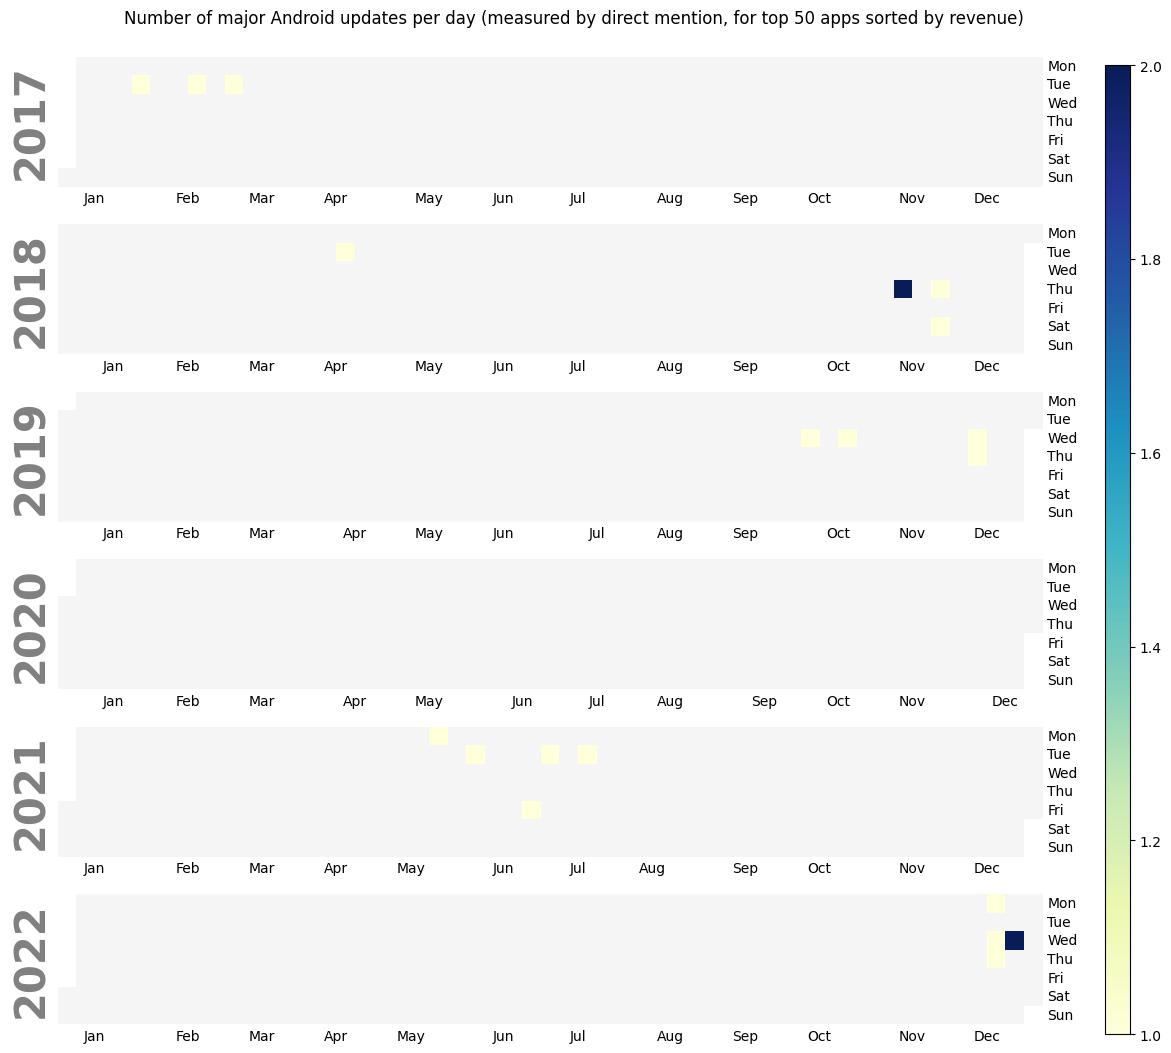 Number of major Android updates per day (measured by direct mention, for top 50 apps sorted by revenue)
2017
Mon
Tue
Wed
Thu
Fri
Sat
Sun
Jan Feb Mar Apr May Jun Jul Aug Sep Oct Nov Dec
2018
Mon
Tue
Wed
Thu
Fri
Sat
Sun
Jan Feb Mar Apr May Jun Jul Aug Sep Oct Nov Dec
2019
Mon
Tue
Wed
Thu
Fri
Sat
Sun
Jan Feb Mar Apr May Jun Jul Aug Sep Oct Nov Dec
2020
Mon
Tue
Wed
Thu
Fri
Sat
Sun
Jan Feb Mar Apr May Jun Jul Aug Sep Oct Nov Dec
2021
Mon
Tue
Wed
Thu
Fri
Sat
Sun
Jan Feb Mar Apr May Jun Jul Aug Sep Oct Nov Dec
2022
Mon
Tue
Wed
Thu
Fri
Sat
Sun
Jan Feb Mar Apr May Jun Jul Aug Sep Oct Nov Dec
2.0
1.8
1.6
1.4
1.2
1.0